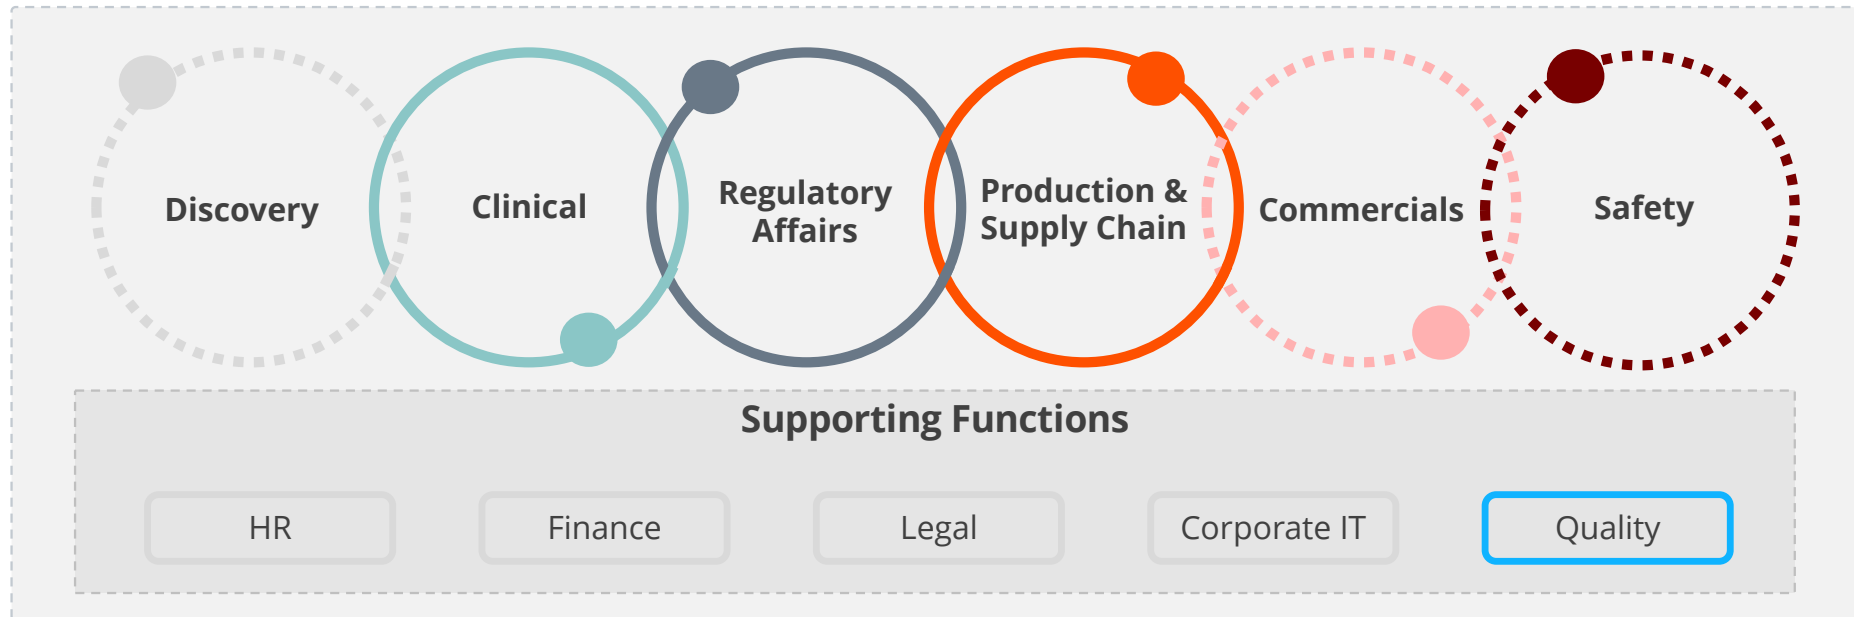 Discovery
Clinical
Regulatory
Affairs
Production &
Supply Chain
Commercials
Safety
Supporting Functions
HR
Finance
Legal
Corporate IT
Quality